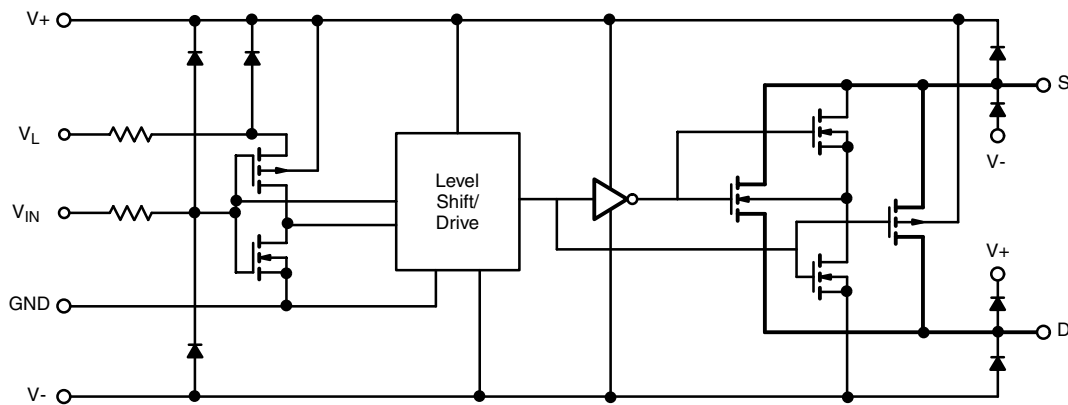 V+
S
VL
V-
Level
Shift/
Drive
VIN
V+
GND
D
V-